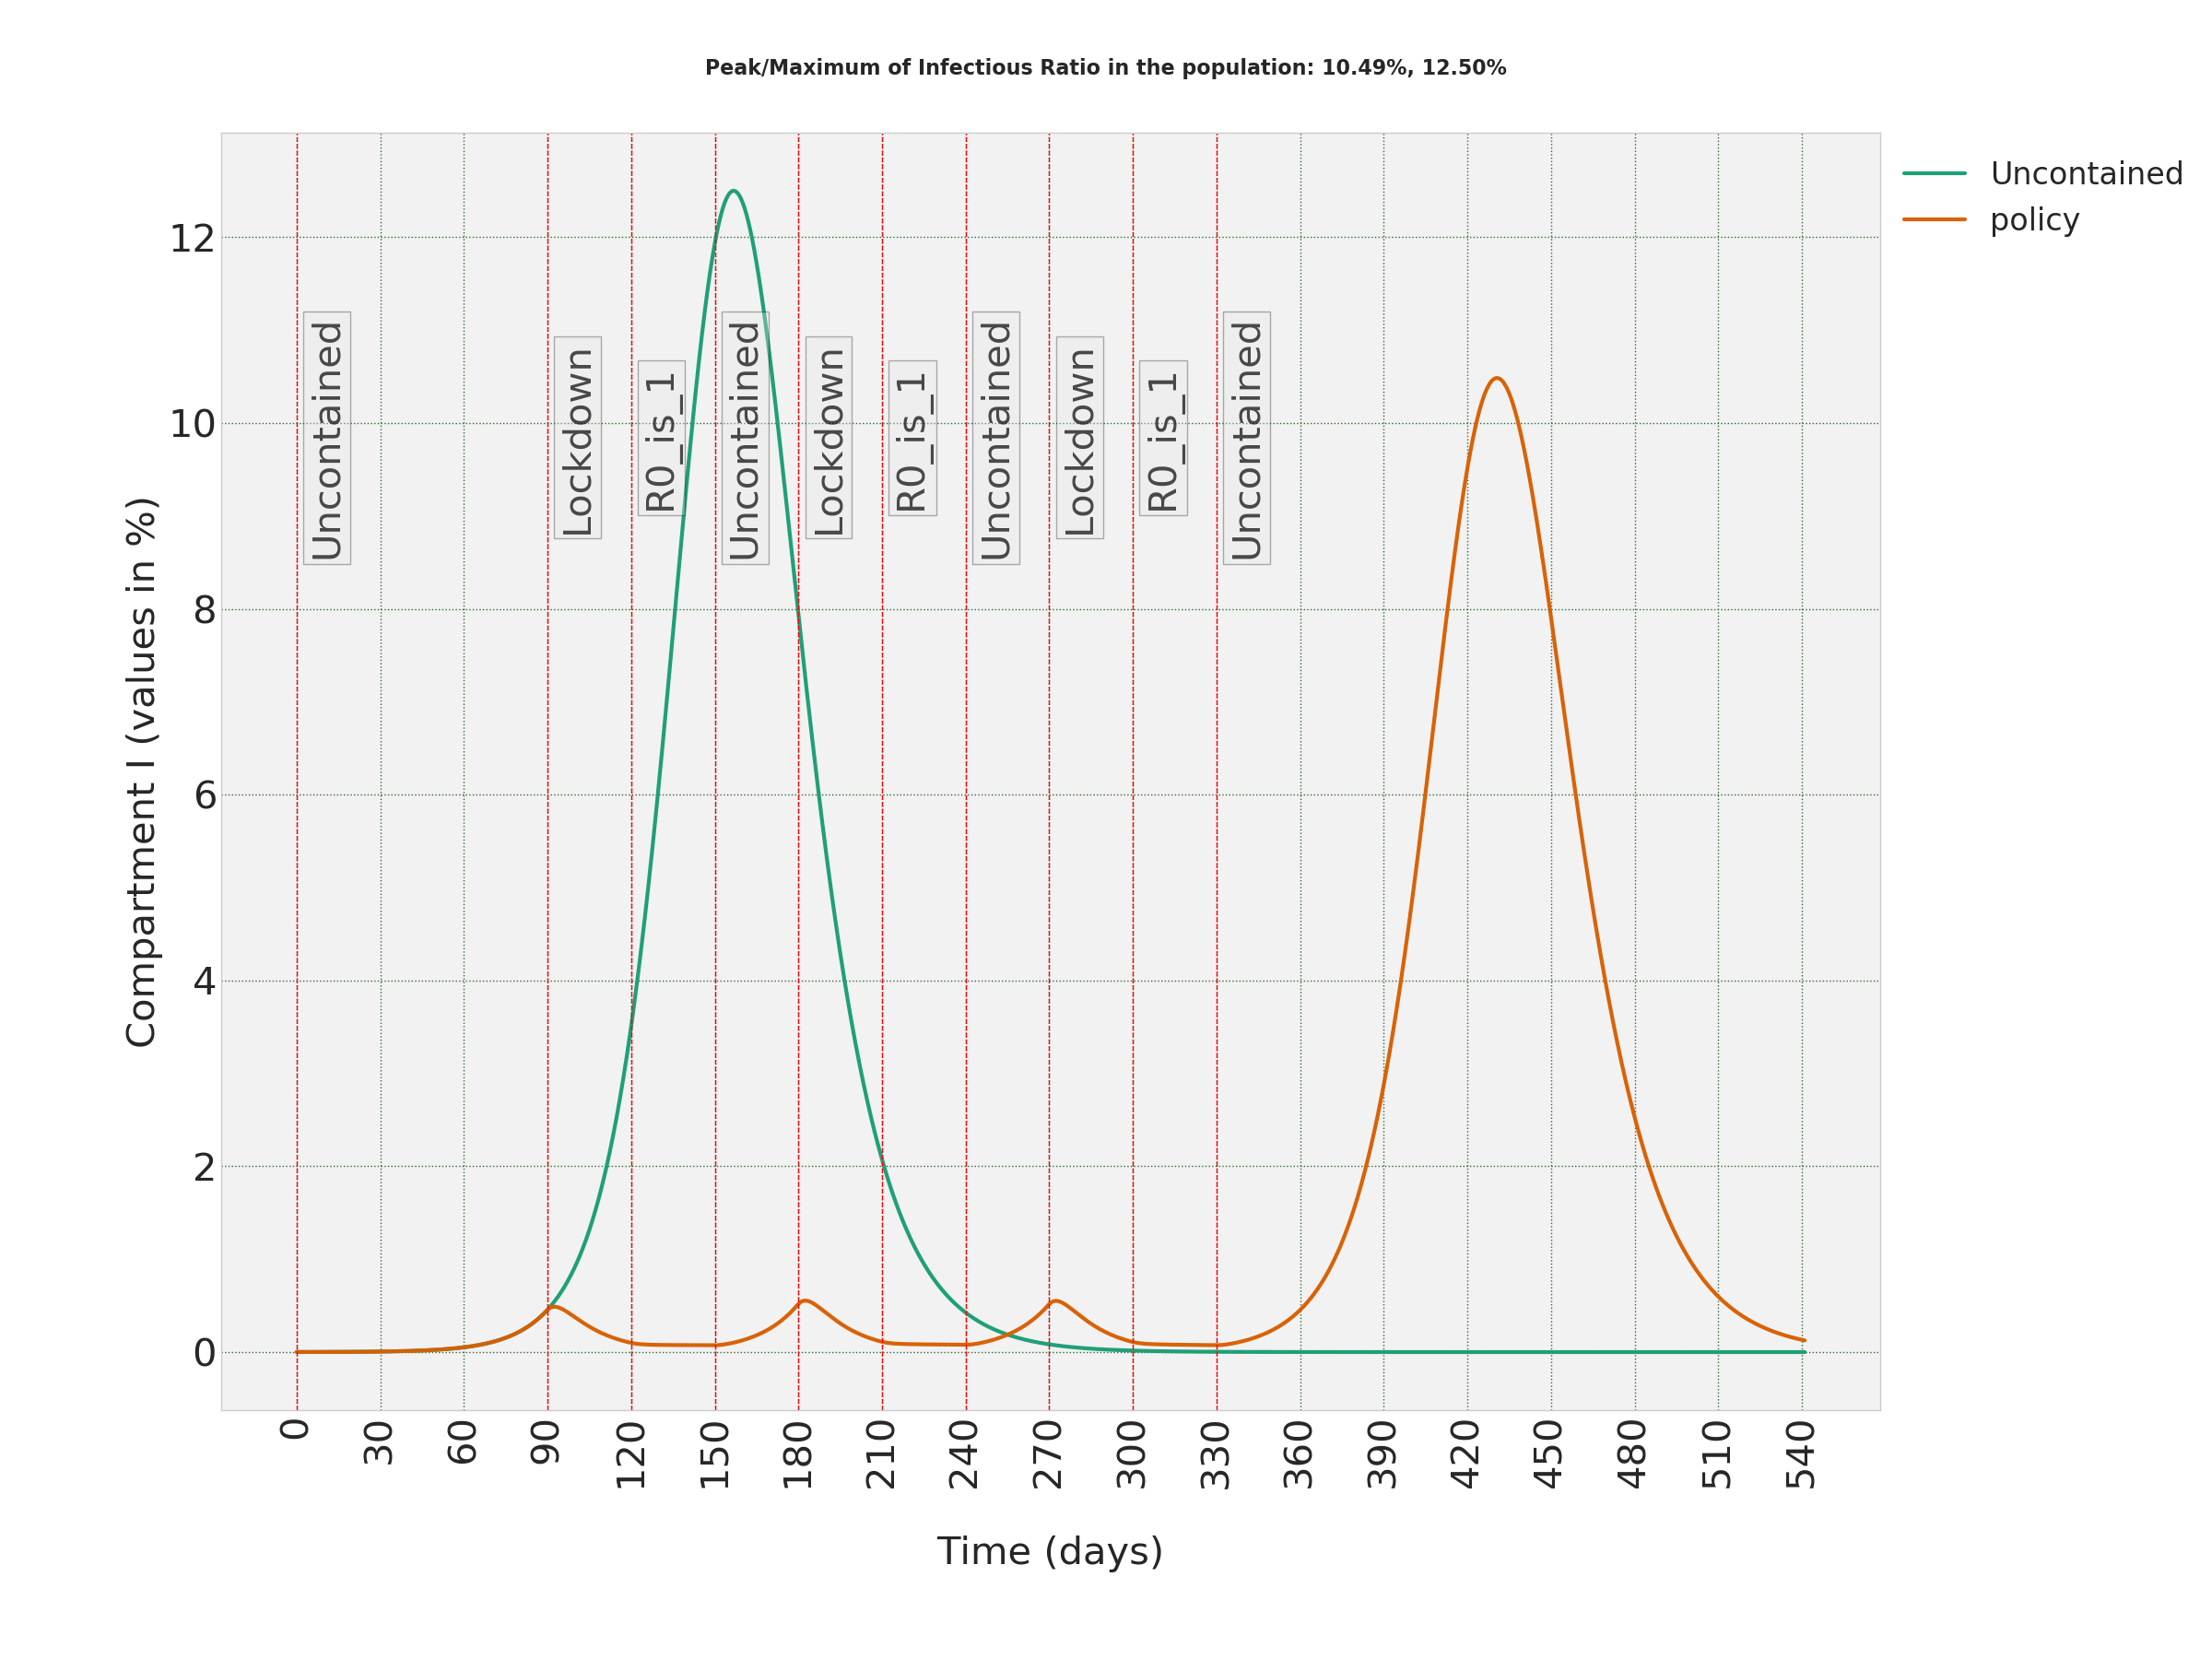 Peak/Maximum of Infectious Ratio in the population: 10.49%, 12.50%
Uncontained
policy
Compartment I (values in %)
12
10
8
6
4
2
0
Uncontained
Lockdown
R0_is_1
Uncontained
Lockdown
R0_is_1
Uncontained
Lockdown
R0_is_1
Uncontained
0
30
60
90
120
150
180
210
240
270
300
330
360
390
420
450
480
510
540
Time (days)